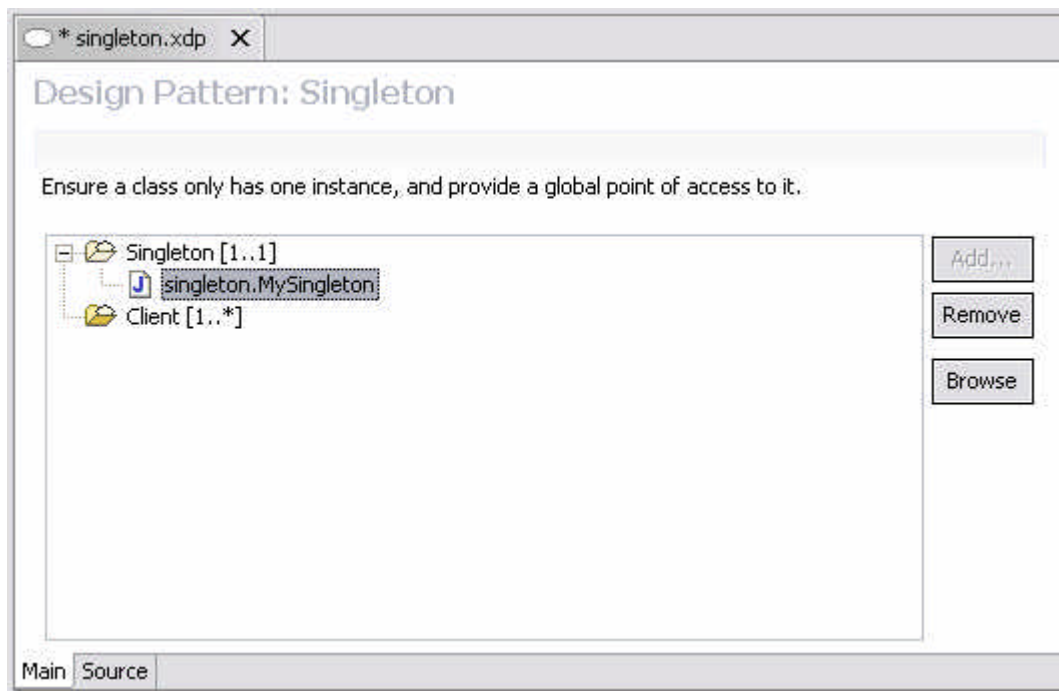 * singleton.xdp X
Design Pattern: Singleton
Ensure a class only has one instance, and provide a global point of access to it.
Singleton [1..1]
J singleton.MySingleton
Client [1..*]
Add...
Remove
Browse
Main Source